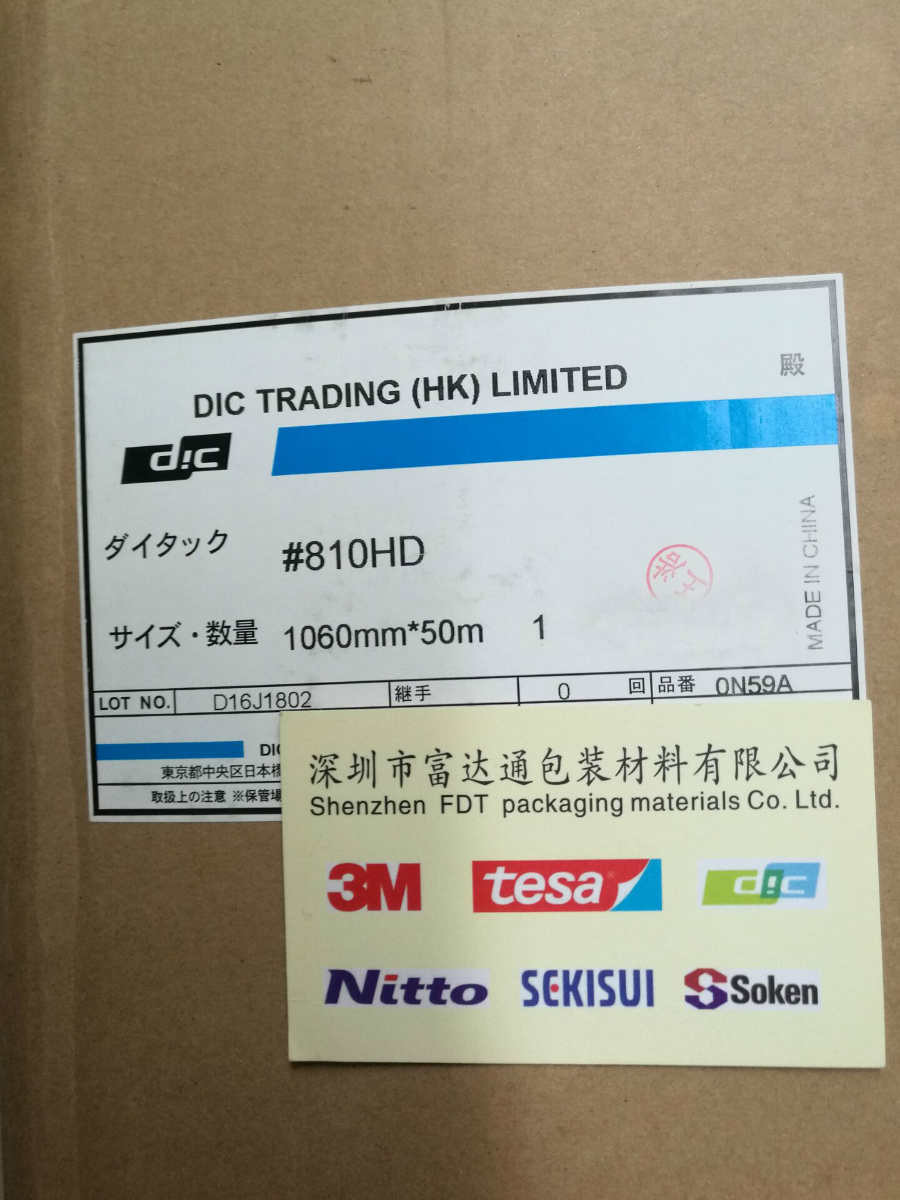 DIC TRADING (HK) LIMITED
殿
d!c
ダイタック #810HD
サイズ・数量 1060mm*50m 1
MADE IN CHINA
LOT NO. D16J1802 継手 0 回 品番 0N59A
DIC
東京都中央区日本橋
取扱上の注意 ※保管場
深圳市富达通包装材料有限公司
Shenzhen FDT packaging materials Co. Ltd.
3M tesa d!c
Nitto SEKISUI Soken